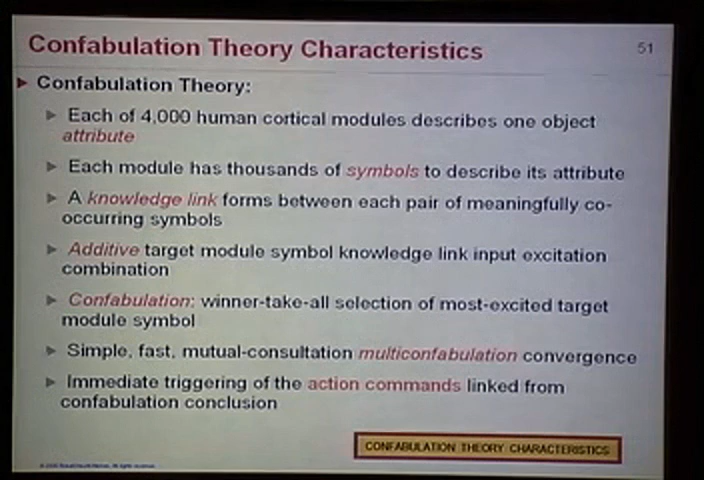 Confabulation Theory Characteristics
51
Confabulation Theory:
Each of 4,000 human cortical modules describes one object
attribute
Each module has thousands of symbols to describe its attribute
A knowledge link forms between each pair of meaningfully co-
occurring symbols
Additive target module symbol knowledge link input excitation
combination
Confabulation: winner-take-all selection of most-excited target
module symbol
Simple, fast, mutual-consultation multiconfabulation convergence
Immediate triggering of the action commands linked from
confabulation conclusion
CONFABULATION THEORY CHARACTERISTICS